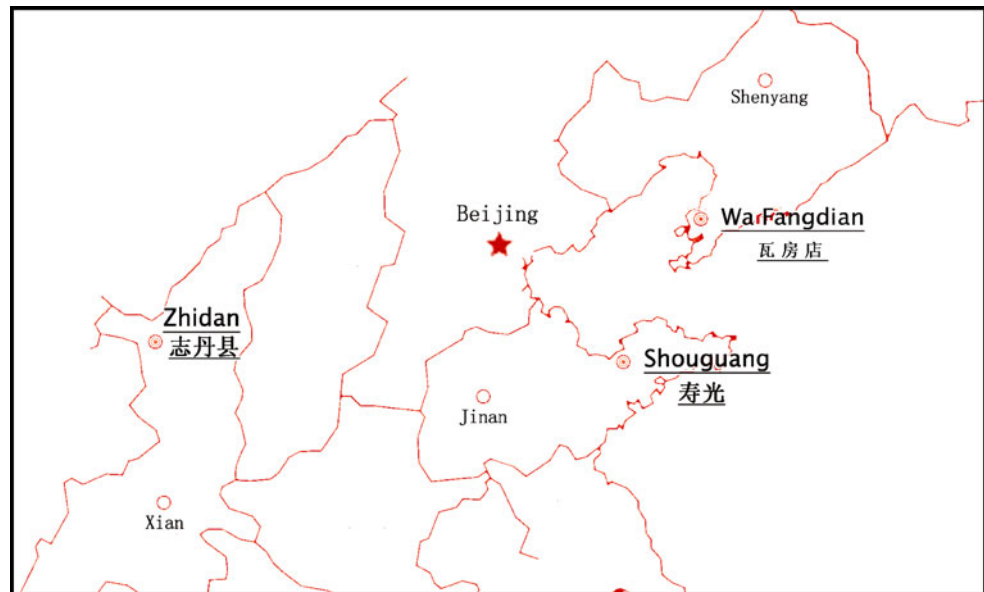 Shenyang
Beijing
Wa Fangdian
瓦房店
Zhidan
志丹县
Shouguang
寿光
Jinan
Xian